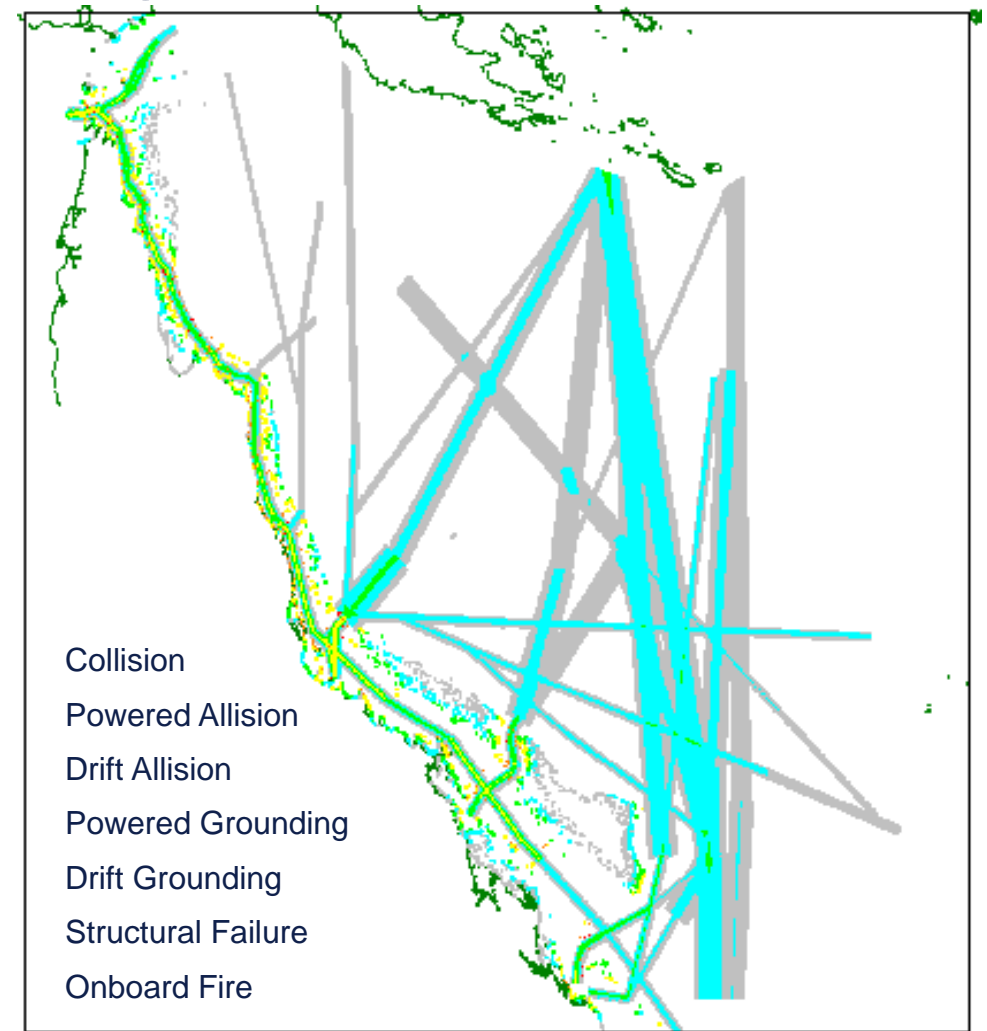 Collision
Powered Allision
Drift Allision
Powered Grounding
Drift Grounding
Structural Failure
Onboard Fire